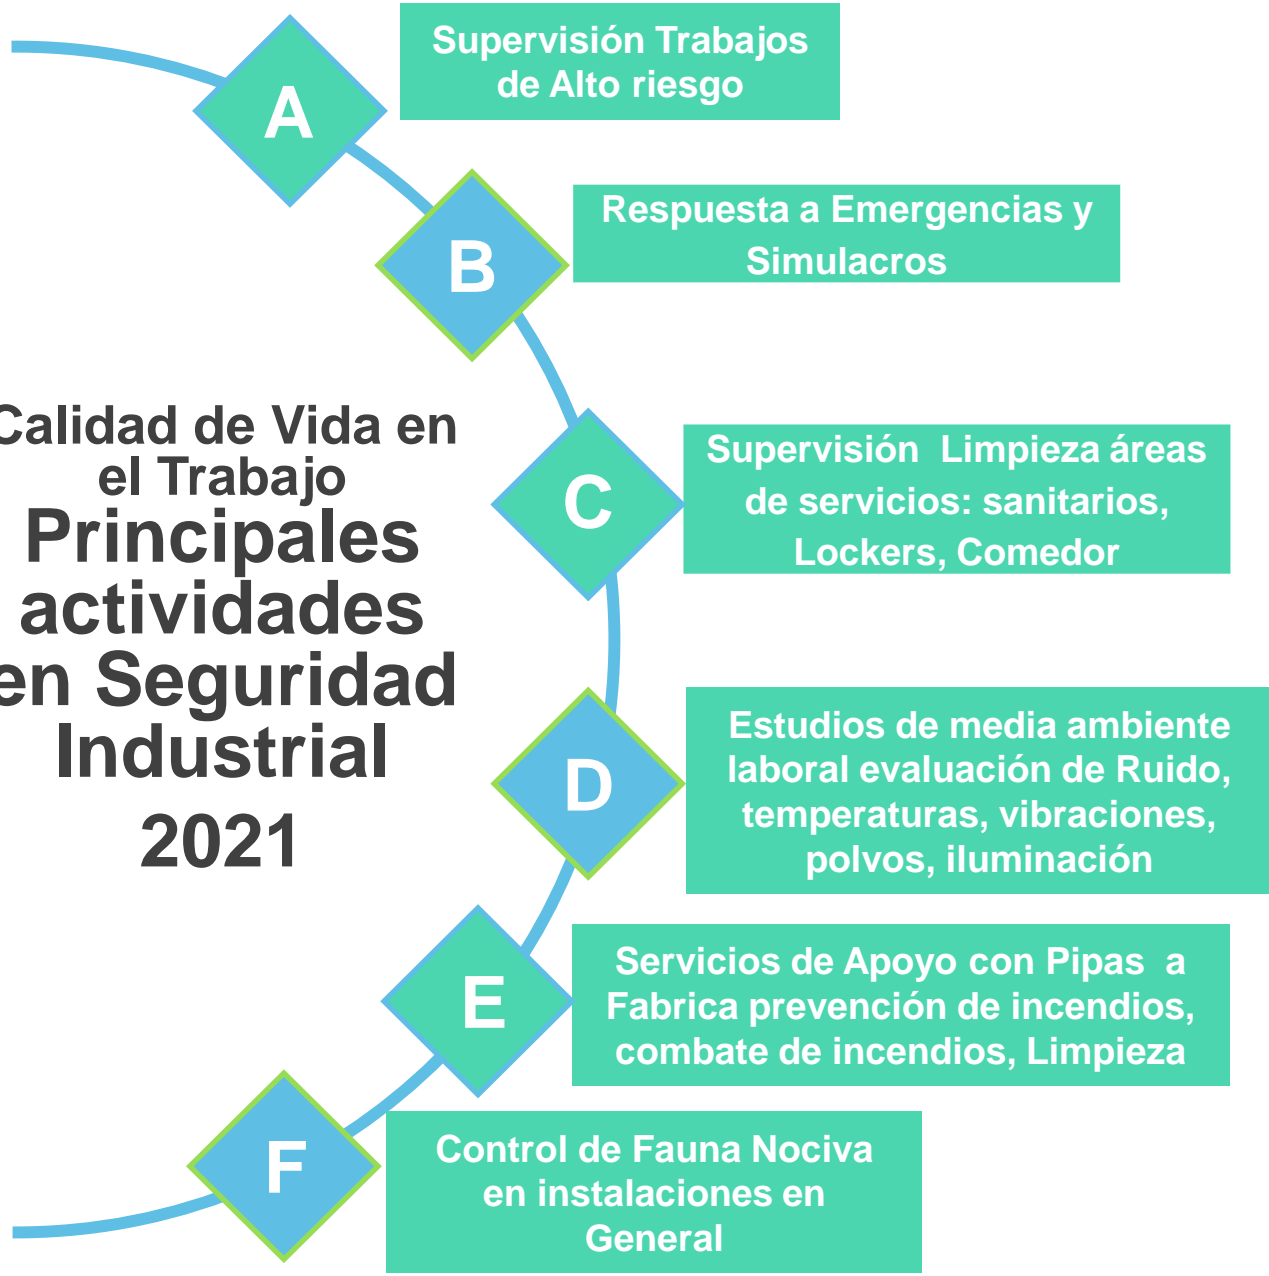 A
Supervisión Trabajos
de Alto riesgo
B
Respuesta a Emergencias y
Simulacros
Calidad de Vida en
el Trabajo
Principales
actividades
en Seguridad
Industrial
2021
C
Supervisión  Limpieza áreas
de servicios: sanitarios,
Lockers, Comedor
D
Estudios de media ambiente
laboral evaluación de Ruido,
temperaturas, vibraciones,
polvos, iluminación
E
Servicios de Apoyo con Pipas  a
Fabrica prevención de incendios,
combate de incendios, Limpieza
F
Control de Fauna Nociva
en instalaciones en
General